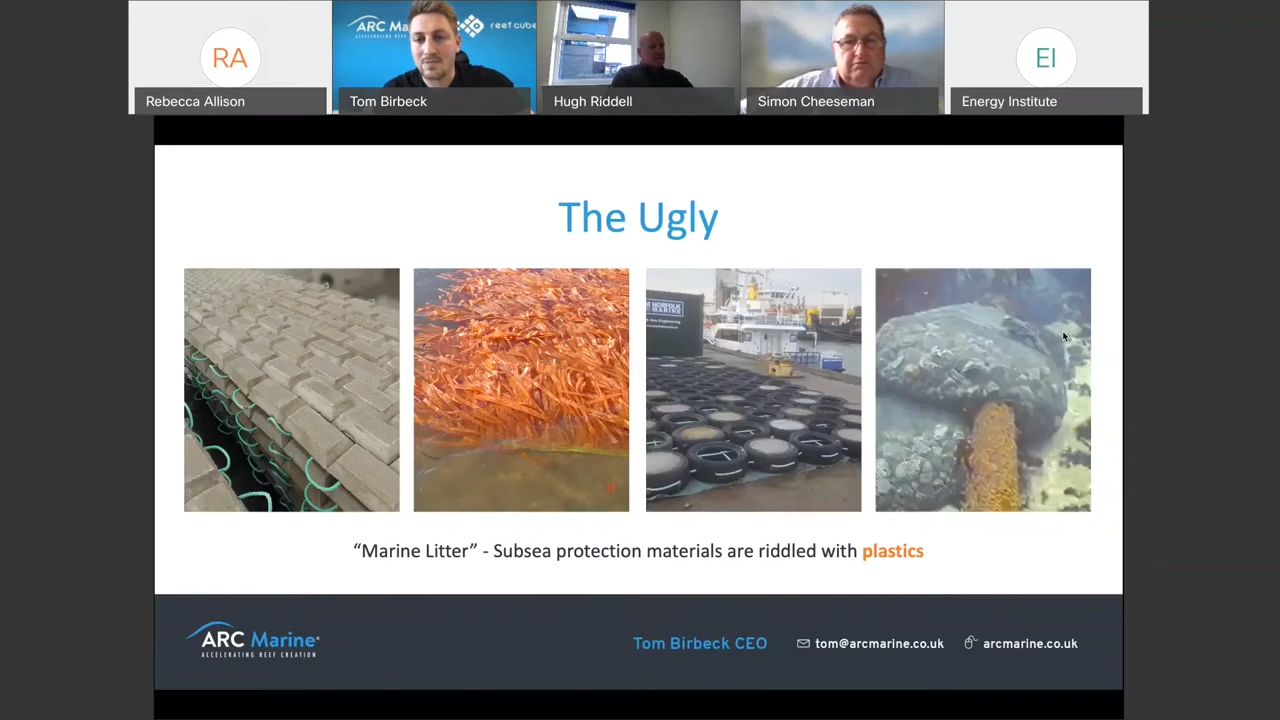 RA
ARC Ma
reef cube
EI
Rebecca Allison
Tom Birbeck
Hugh Riddell
Simon Cheeseman
Energy Institute
The Ugly
NORFOLK
MARINE
“Marine Litter” - Subsea protection materials are riddled with plastics
ARC Marine
ACCELERATING REEF CREATION
Tom Birbeck CEO
tom@arcmarine.co.uk
arcmarine.co.uk